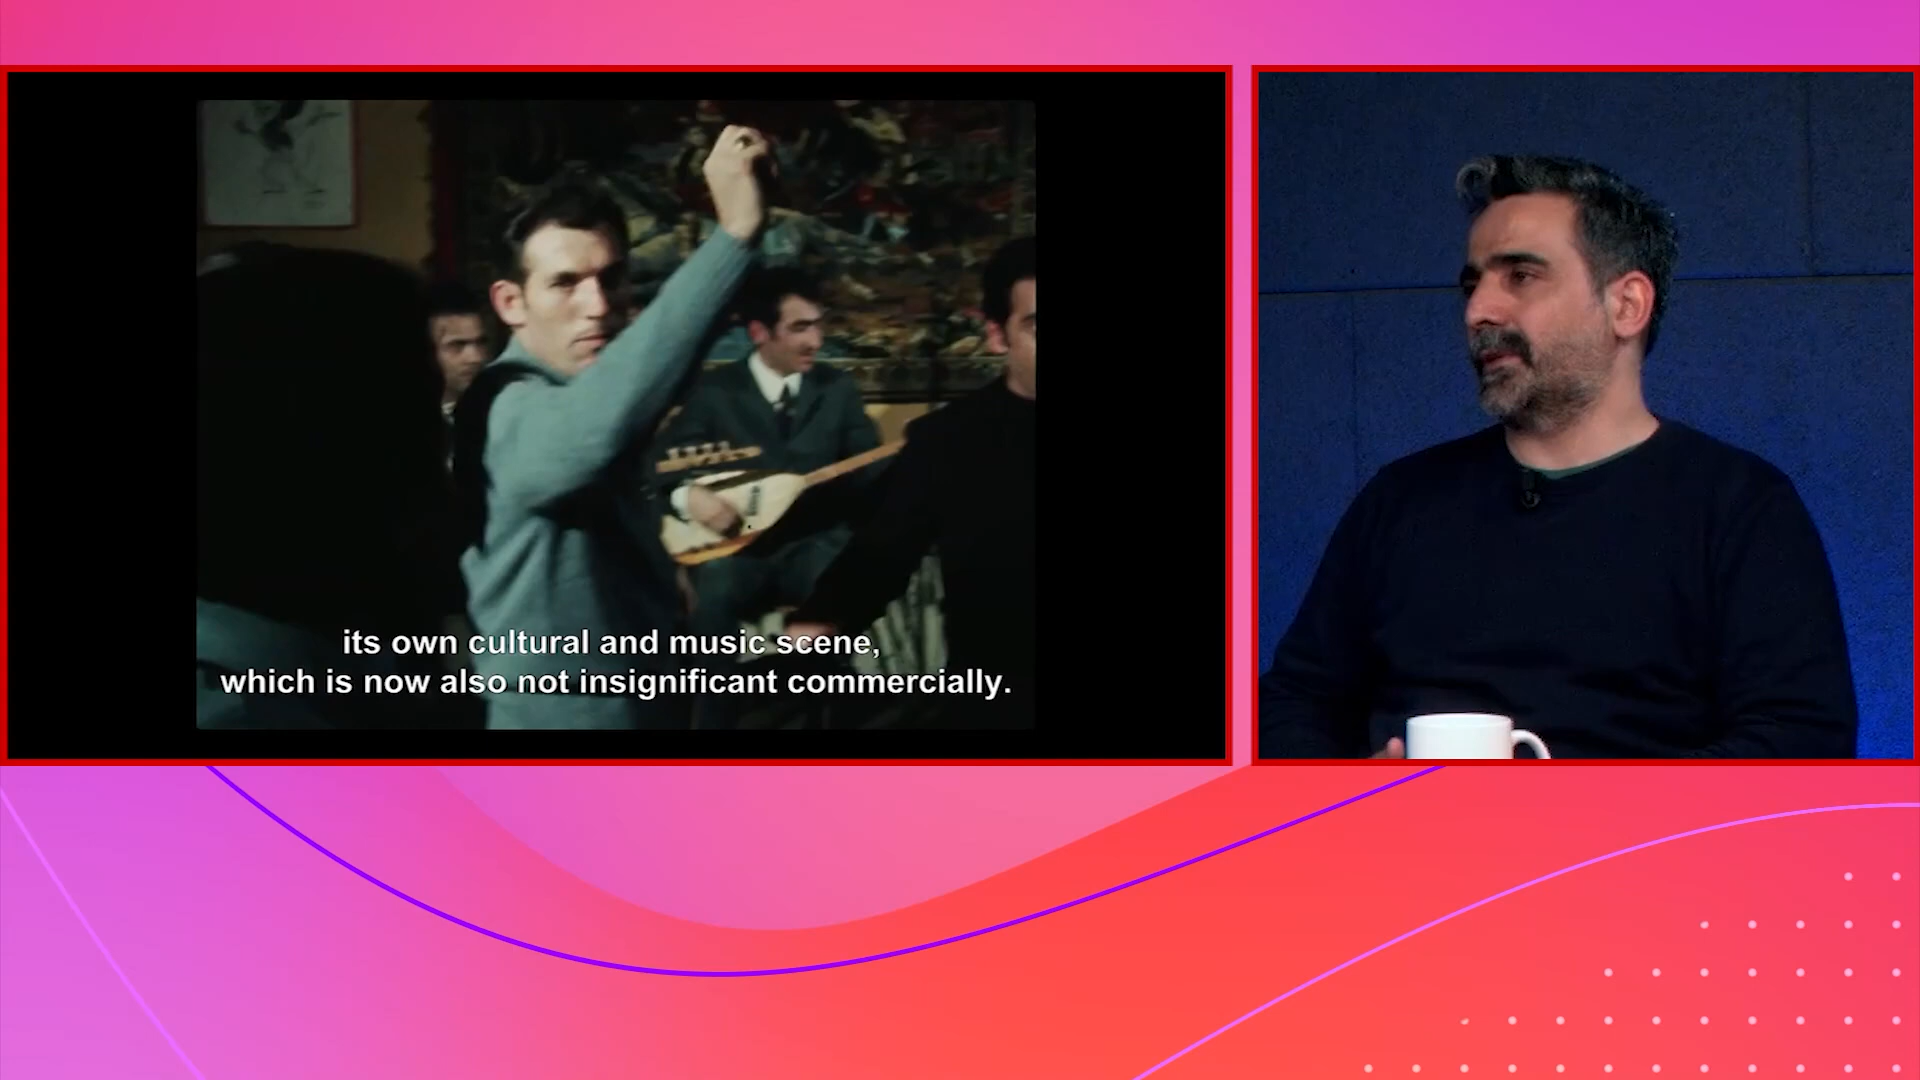 its own cultural and music scene,
which is now also not insignificant commercially.